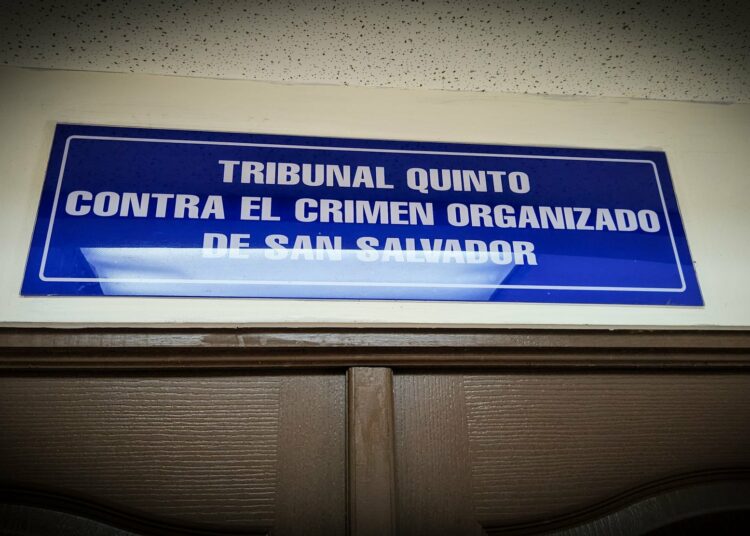 TRIBUNAL QUINTO
CONTRA EL CRIMEN ORGANIZADO
DE SAN SALVADOR